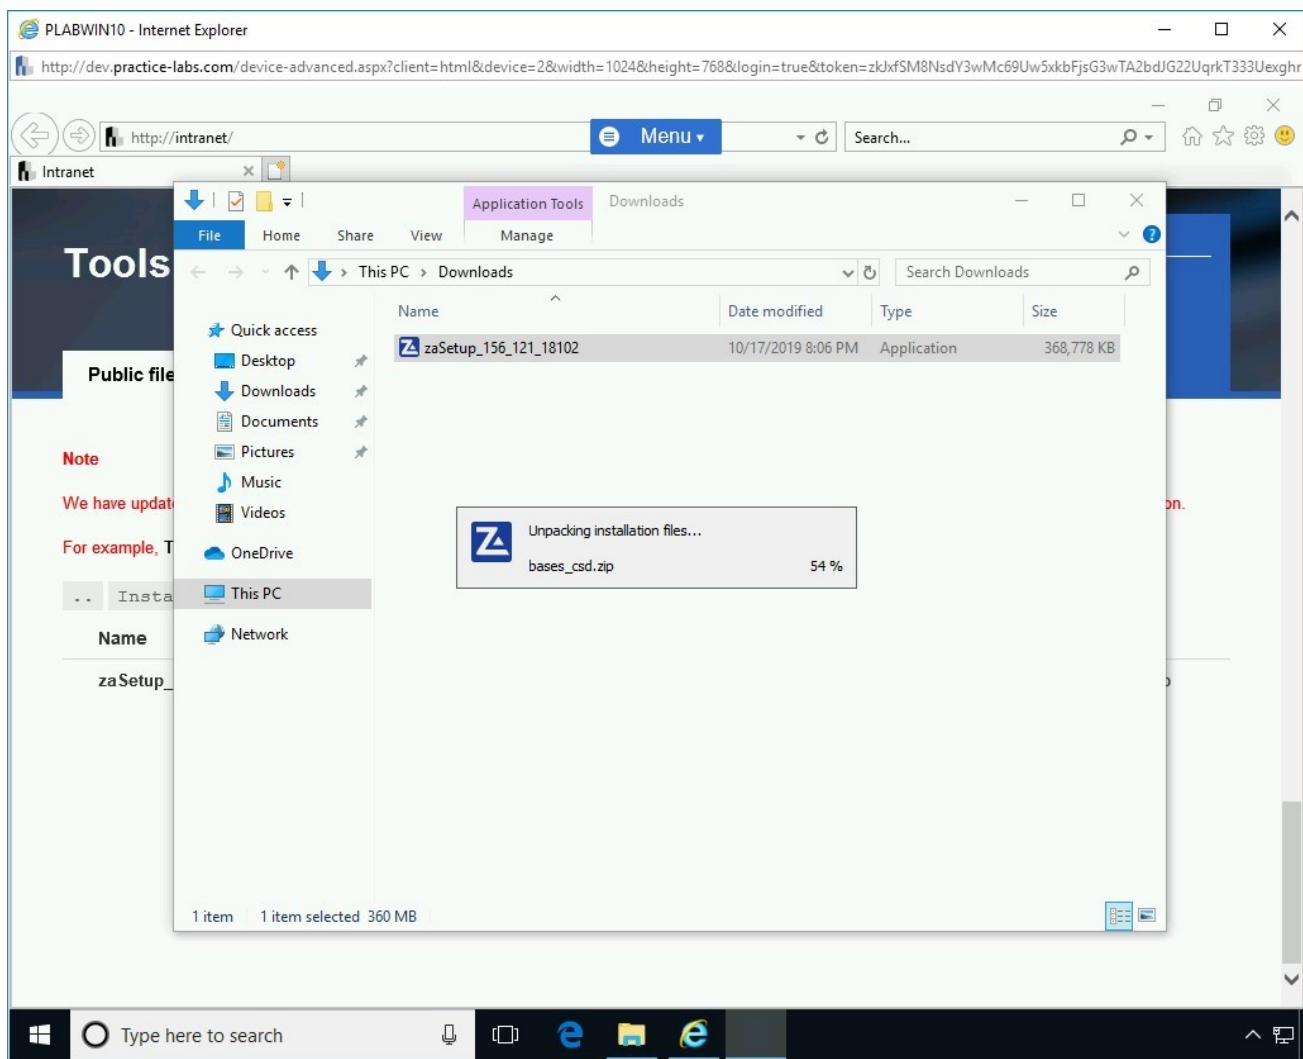 PLABWIN10 - Internet Explorer
http://dev.practice-labs.com/device-advanced.aspx?client=html&device=2&width=1024&height=768&login=true&token=zkJxfSM8NsdY3wMc69Uw5xkbFjsG3wTA2bdJG22UqrkT333Uexghr
http://intranet/
Menu
Search...
Intranet
Application Tools
Downloads
File
Home
Share
View
Manage
Tools
This PC > Downloads
Search Downloads
Name
Date modified
Type
Size
Quick access
zaSetup_156_121_18102
10/17/2019 8:06 PM
Application
368,778 KB
Desktop
Public file
Downloads
Documents
Pictures
Note
Music
We have updat
on.
Videos
Unpacking installation files...
For example, T
OneDrive
bases_csd.zip
54 %
.. Insta
This PC
Name
Network
zaSetup_
1 item
1 item selected 360 MB
Type here to search